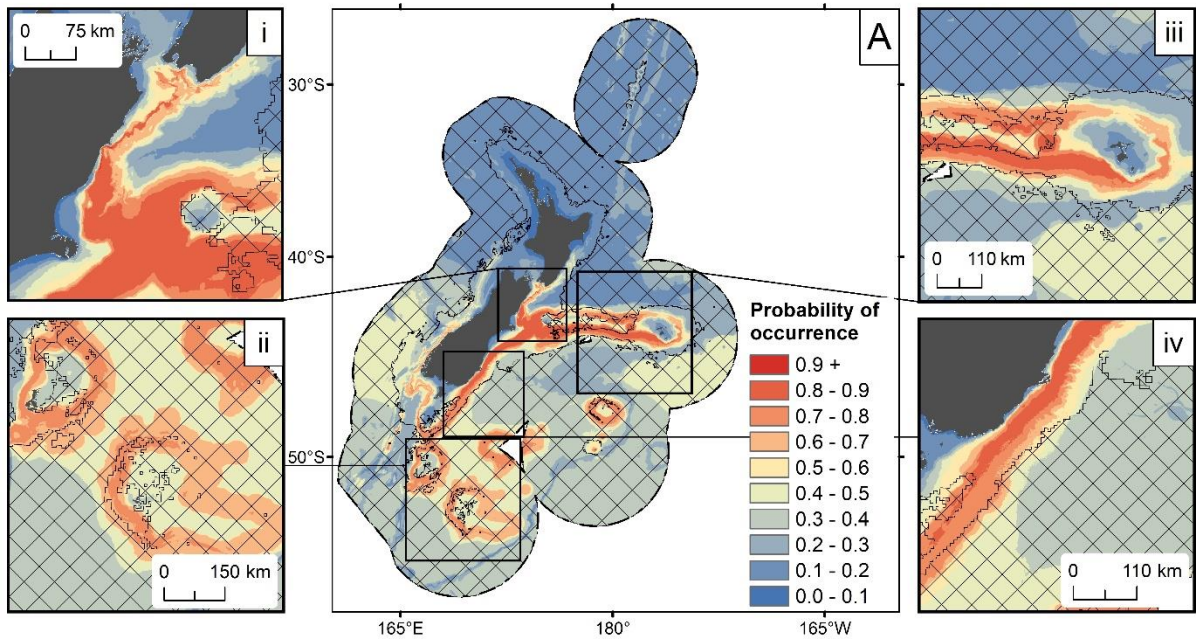 i
0 75 km
ii
0 150 km
A
30°S
40°S
50°S
165°E 180° 165°W
Probability of
occurrence
0.9 +
0.8 - 0.9
0.7 - 0.8
0.6 - 0.7
0.5 - 0.6
0.4 - 0.5
0.3 - 0.4
0.2 - 0.3
0.1 - 0.2
0.0 - 0.1
iii
0 110 km
iv
0 110 km